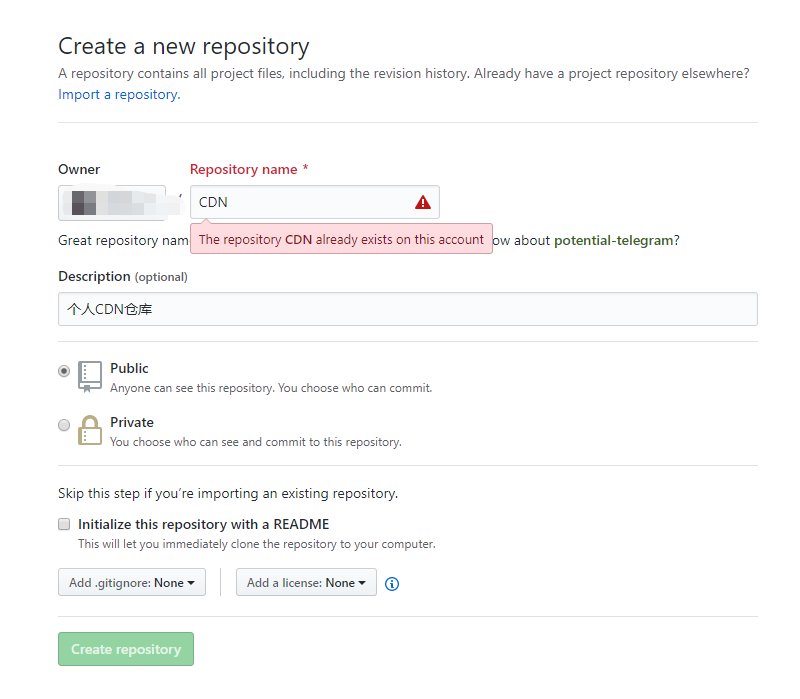 Create a new repository
A repository contains all project files, including the revision history. Already have a project repository elsewhere?
Import a repository.
Owner
Repository name *
/
CDN
The repository CDN already exists on this account
Great repository ow about potential-telegram?
Description (optional)
个人CDN仓库
Public
Anyone can see this repository. You choose who can commit.
Private
You choose who can see and commit to this repository.
Skip this step if you’re importing an existing repository.
Initialize this repository with a README
This will let you immediately clone the repository to your computer.
Add .gitignore: None
Add a license: None
Create repository